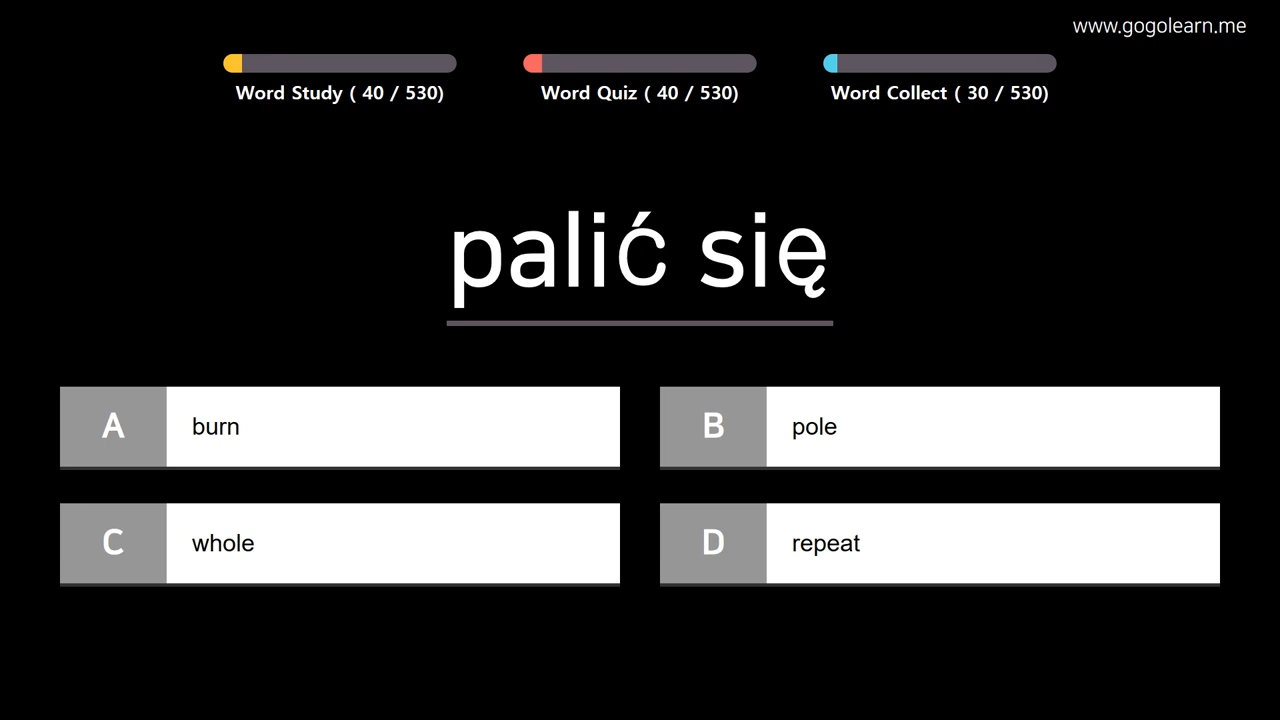 www.gogolearn.me
Word Study ( 40 / 530)
Word Quiz ( 40 / 530)
Word Collect ( 30 / 530)
palić się
A burn
B pole
C whole
D repeat